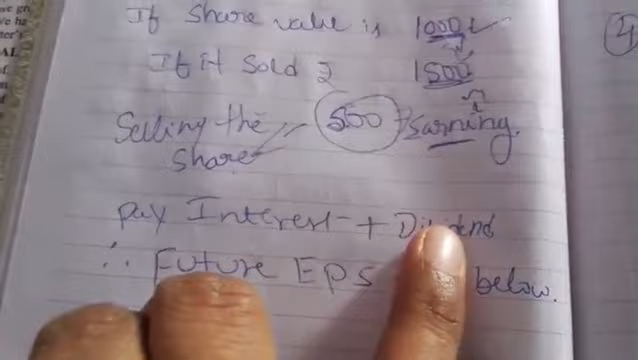 If Share value is 1000
If it Sold 2 1500
Selling the 500 earning.
Share
pay Interest + Dividend
∴ Future EPS below.